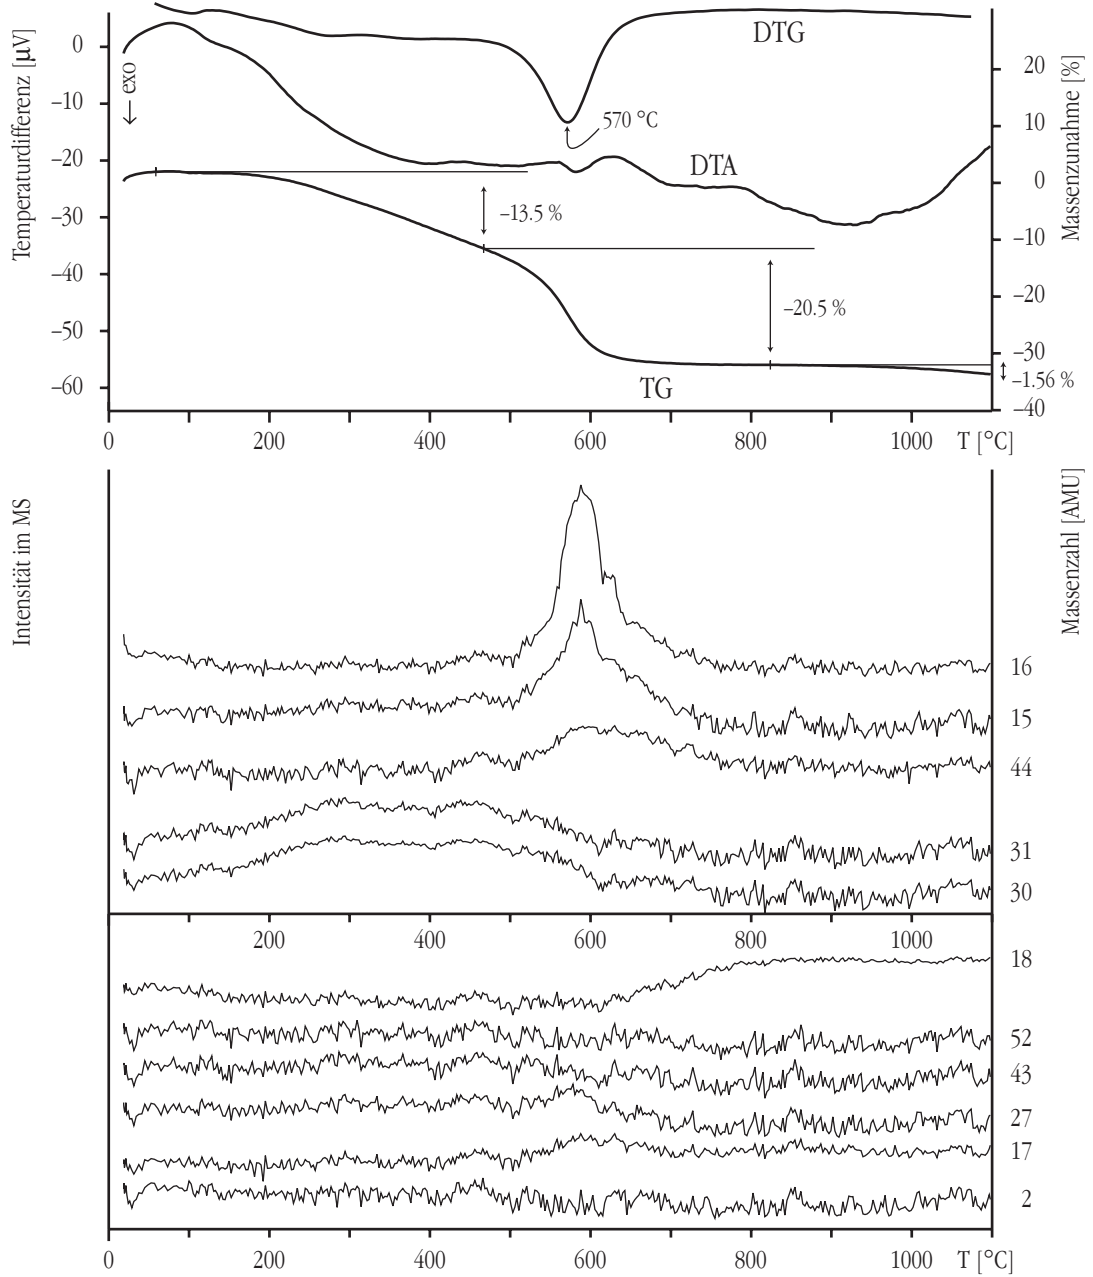 Temperaturdifferenz [µV]
Massenzunahme [%]
0
–10
–20
–30
–40
–50
–60
exo
DTG
570 °C
DTA
–13.5 %
–20.5 %
TG
–1.56 %
20
10
0
–10
–20
–30
–40
0 200 400 600 800 1000 T [°C]
Intensität im MS
Massenzahl [AMU]
16
15
44
31
30
200 400 600 800 1000
18
52
43
27
17
2
0 200 400 600 800 1000 T [°C]